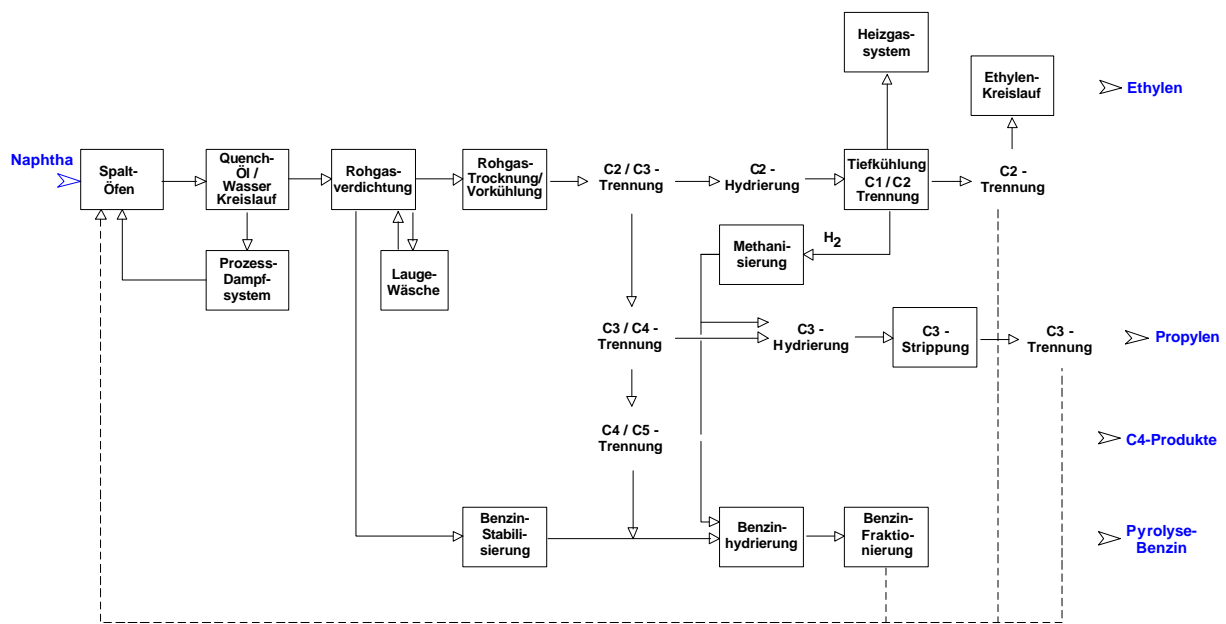 Heizgas-
system
Ethylen-
Kreislauf
Ethylen
Naphtha
Spalt-
Öfen
Quench-
Öl /
Wasser
Kreislauf
Rohgas-
verdichtung
Rohgas-
Trocknung/
Vorkühlung
C2 / C3 -
Trennung
C2 -
Hydrierung
Tiefkühlung
C1 / C2
Trennung
C2 -
Trennung
Prozess-
Dampf-
system
Lauge-
Wäsche
Methani-
sierung
H2
C3 / C4 -
Trennung
C3 -
Hydrierung
C3 -
Strippung
C3 -
Trennung
Propylen
C4 / C5 -
Trennung
C4-Produkte
Benzin-
Stabili-
sierung
Benzin-
hydrierung
Benzin-
Frakti­o-
nierung
Pyrolyse-
Benzin